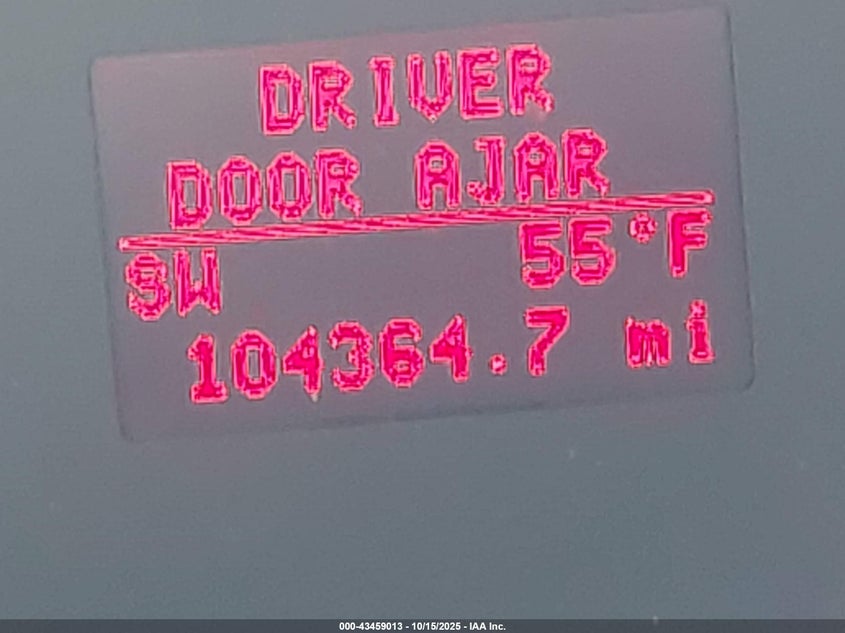 DRIVER
DOOR AJAR
SW 55°F
104364.7 mi
000-43459013 - 10/15/2025 - IAA Inc.